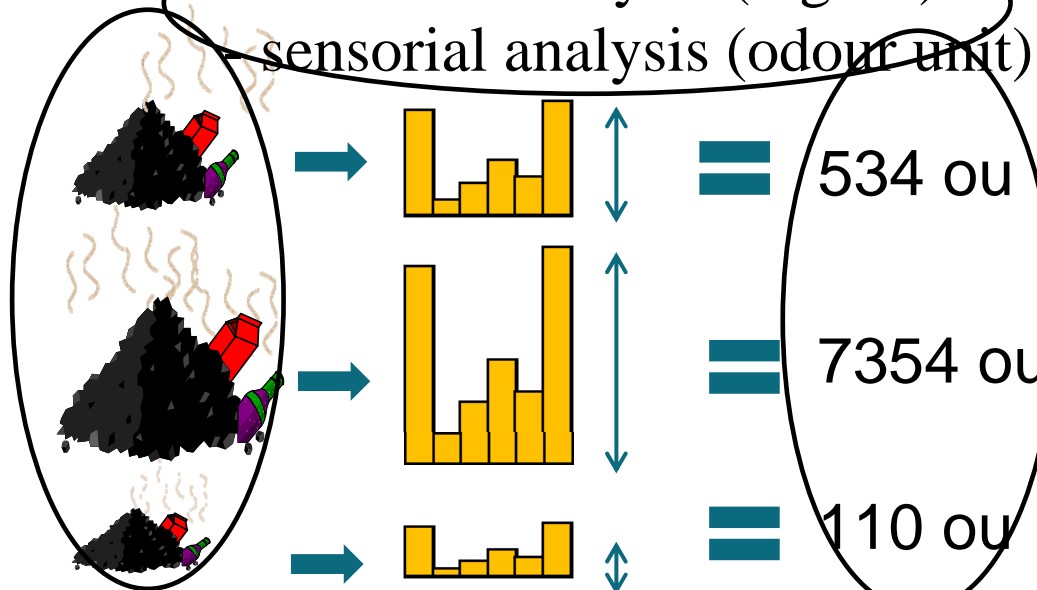 - sensorial analysis (odour unit)
534 ou
7354 ou
110 ou